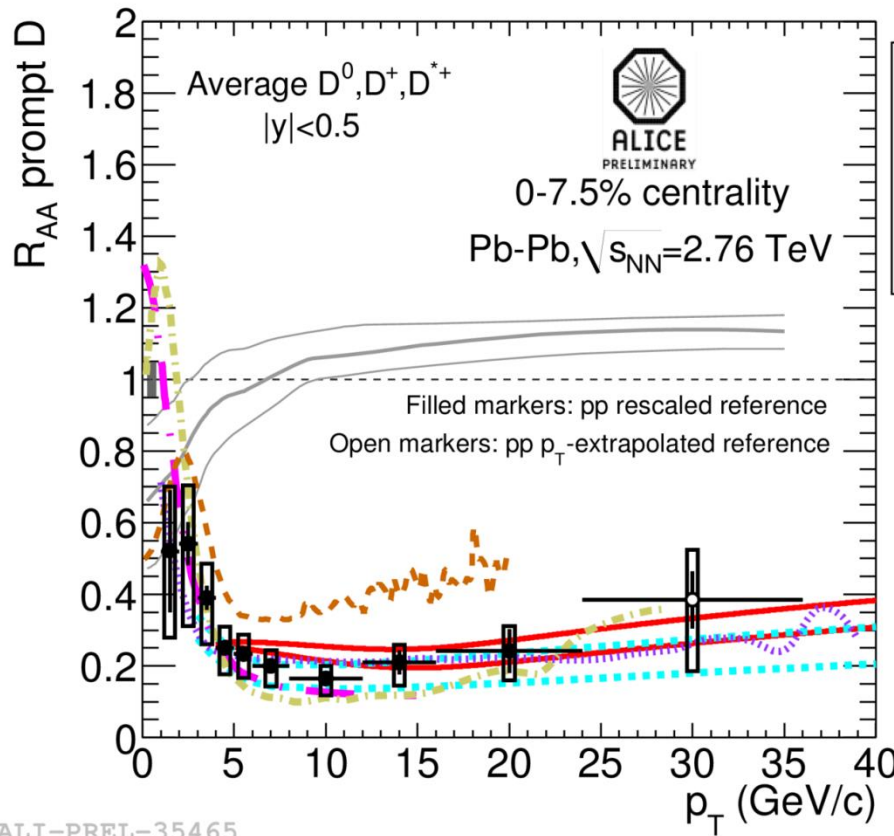 R_AA prompt D
2
1.8
1.6
1.4
1.2
1
0.8
0.6
0.4
0.2
0
Average D^0,D^+,D^*+
|y|<0.5
ALICE
PRELIMINARY
0-7.5% centrality
Pb-Pb,√s_NN=2.76 TeV
Filled markers: pp rescaled reference
Open markers: pp p_T-extrapolated reference
0 5 10 15 20 25 30 35 40
p_T (GeV/c)
ALI-PREL-35465